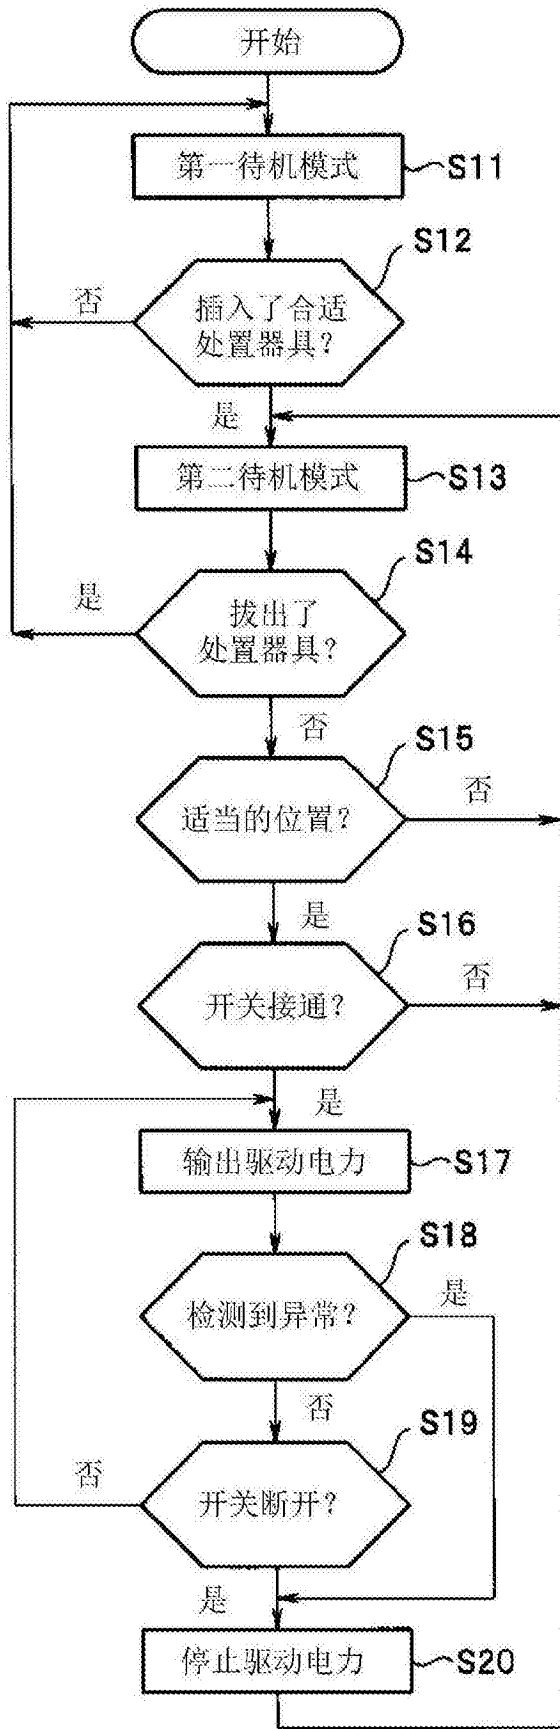 开始
第一待机模式
S11
S12
插入了合适
处置器具？
否
是
第二待机模式
S13
S14
拔出了
处置器具？
是
否
S15
适当的位置？
否
是
S16
开关接通？
否
是
输出驱动电力
S17
S18
检测到异常？
是
否
S19
开关断开？
否
是
停止驱动电力
S20